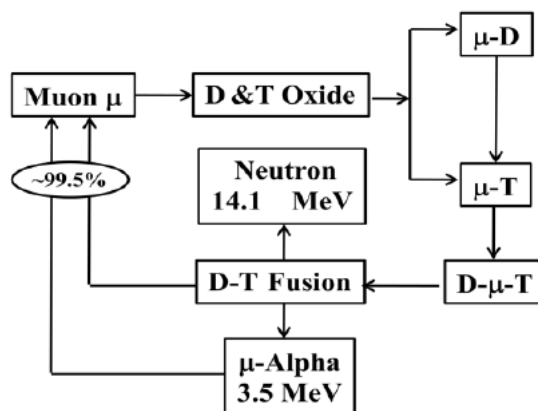 μ-D
Muon μ
D &T Oxide
~99.5%
Neutron
14.1 MeV
μ-T
D-T Fusion
D-μ-T
μ-Alpha
3.5 MeV